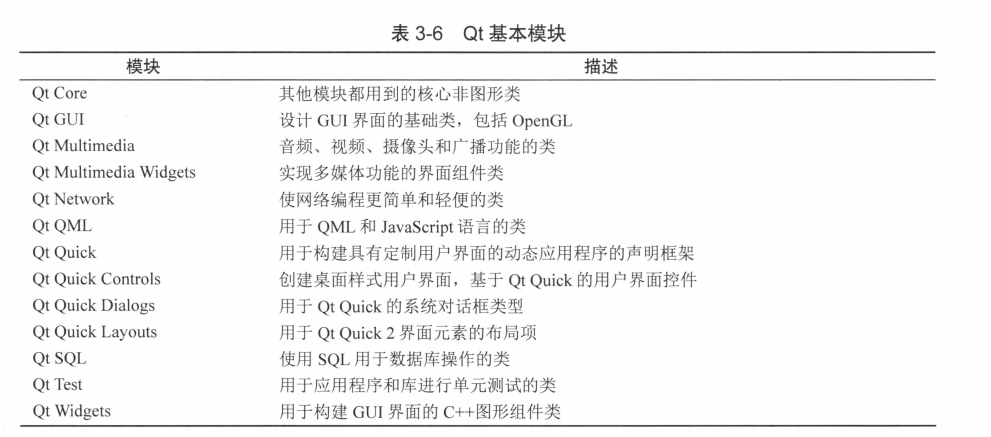 表 3-6 Qt 基本模块
模块 描述
Qt Core 其他模块都用到的核心非图形类
Qt GUI 设计 GUI 界面的基础类，包括 OpenGL
Qt Multimedia 音频、视频、摄像头和广播功能的类
Qt Multimedia Widgets 实现多媒体功能的界面组件类
Qt Network 使网络编程更简单和轻便的类
Qt QML 用于 QML 和 JavaScript 语言的类
Qt Quick 用于构建具有定制用户界面的动态应用程序的声明框架
Qt Quick Controls 创建桌面样式用户界面，基于 Qt Quick 的用户界面控件
Qt Quick Dialogs 用于 Qt Quick 的系统对话框类型
Qt Quick Layouts 用于 Qt Quick 2 界面元素的布局项
Qt SQL 使用 SQL 用于数据库操作的类
Qt Test 用于应用程序和库进行单元测试的类
Qt Widgets 用于构建 GUI 界面的 C++图形组件类